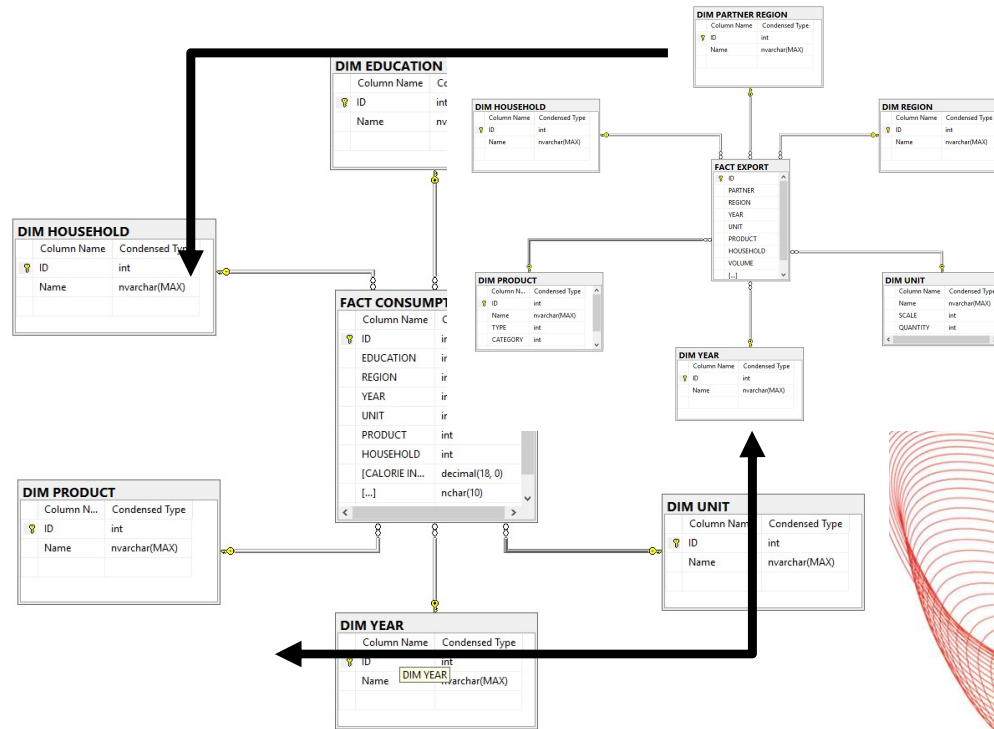 DIM PARTNER REGION
Column Name Condensed Type
ID int
Name nvarchar(MAX)
DIM EDUCATION
Column Name
ID int
Name
DIM HOUSEHOLD
Column Name Condensed Type
ID int
Name nvarchar(MAX)
DIM REGION
Column Name Condensed Type
ID int
Name nvarchar(MAX)
FACT EXPORT
ID
PARTNER
REGION
YEAR
UNIT
PRODUCT
HOUSEHOLD
VOLUME
[...]
DIM HOUSEHOLD
Column Name Condensed Type
ID int
Name nvarchar(MAX)
DIM PRODUCT
Column N... Condensed Type
ID int
Name nvarchar(MAX)
TYPE int
CATEGORY int
DIM UNIT
Column Name Condensed Type
Name nvarchar(MAX)
SCALE int
QUANTITY int
FACT CONSUMPT
Column Name
ID
EDUCATION
REGION
YEAR
UNIT
PRODUCT int
HOUSEHOLD int
[CALORIE IN... decimal(18, 0)
[...] nchar(10)
DIM YEAR
Column Name Condensed Type
ID int
Name nvarchar(MAX)
DIM PRODUCT
Column N... Condensed Type
ID int
Name nvarchar(MAX)
DIM UNIT
Column Name Condensed Type
ID int
Name nvarchar(MAX)
DIM YEAR
Column Name Condensed Type
ID int
Name nvarchar(MAX)
DIM YEAR